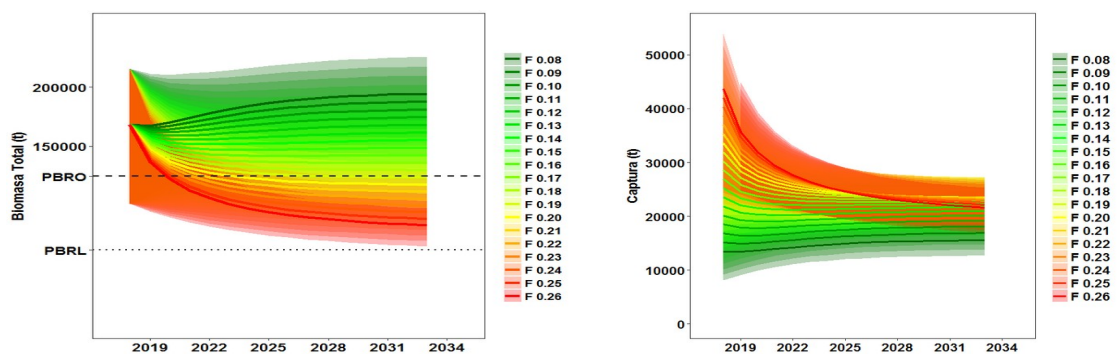 Biomasa Total (t)
200000
150000
PBRO
PBRL
2019 2022 2025 2028 2031 2034
F 0.08
F 0.09
F 0.10
F 0.11
F 0.12
F 0.13
F 0.14
F 0.15
F 0.16
F 0.17
F 0.18
F 0.19
F 0.20
F 0.21
F 0.22
F 0.23
F 0.24
F 0.25
F 0.26
Captura (t)
50000
40000
30000
20000
10000
0
2019 2022 2025 2028 2031 2034
F 0.08
F 0.09
F 0.10
F 0.11
F 0.12
F 0.13
F 0.14
F 0.15
F 0.16
F 0.17
F 0.18
F 0.19
F 0.20
F 0.21
F 0.22
F 0.23
F 0.24
F 0.25
F 0.26